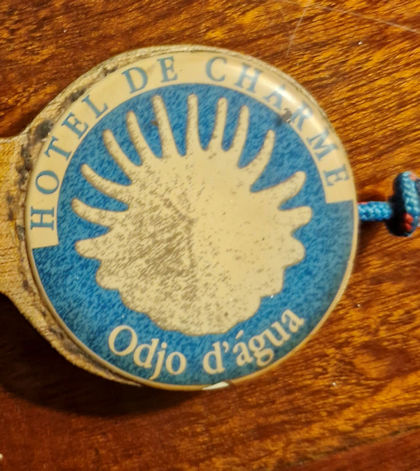 HOTEL DE CHARME
Odjo d'água